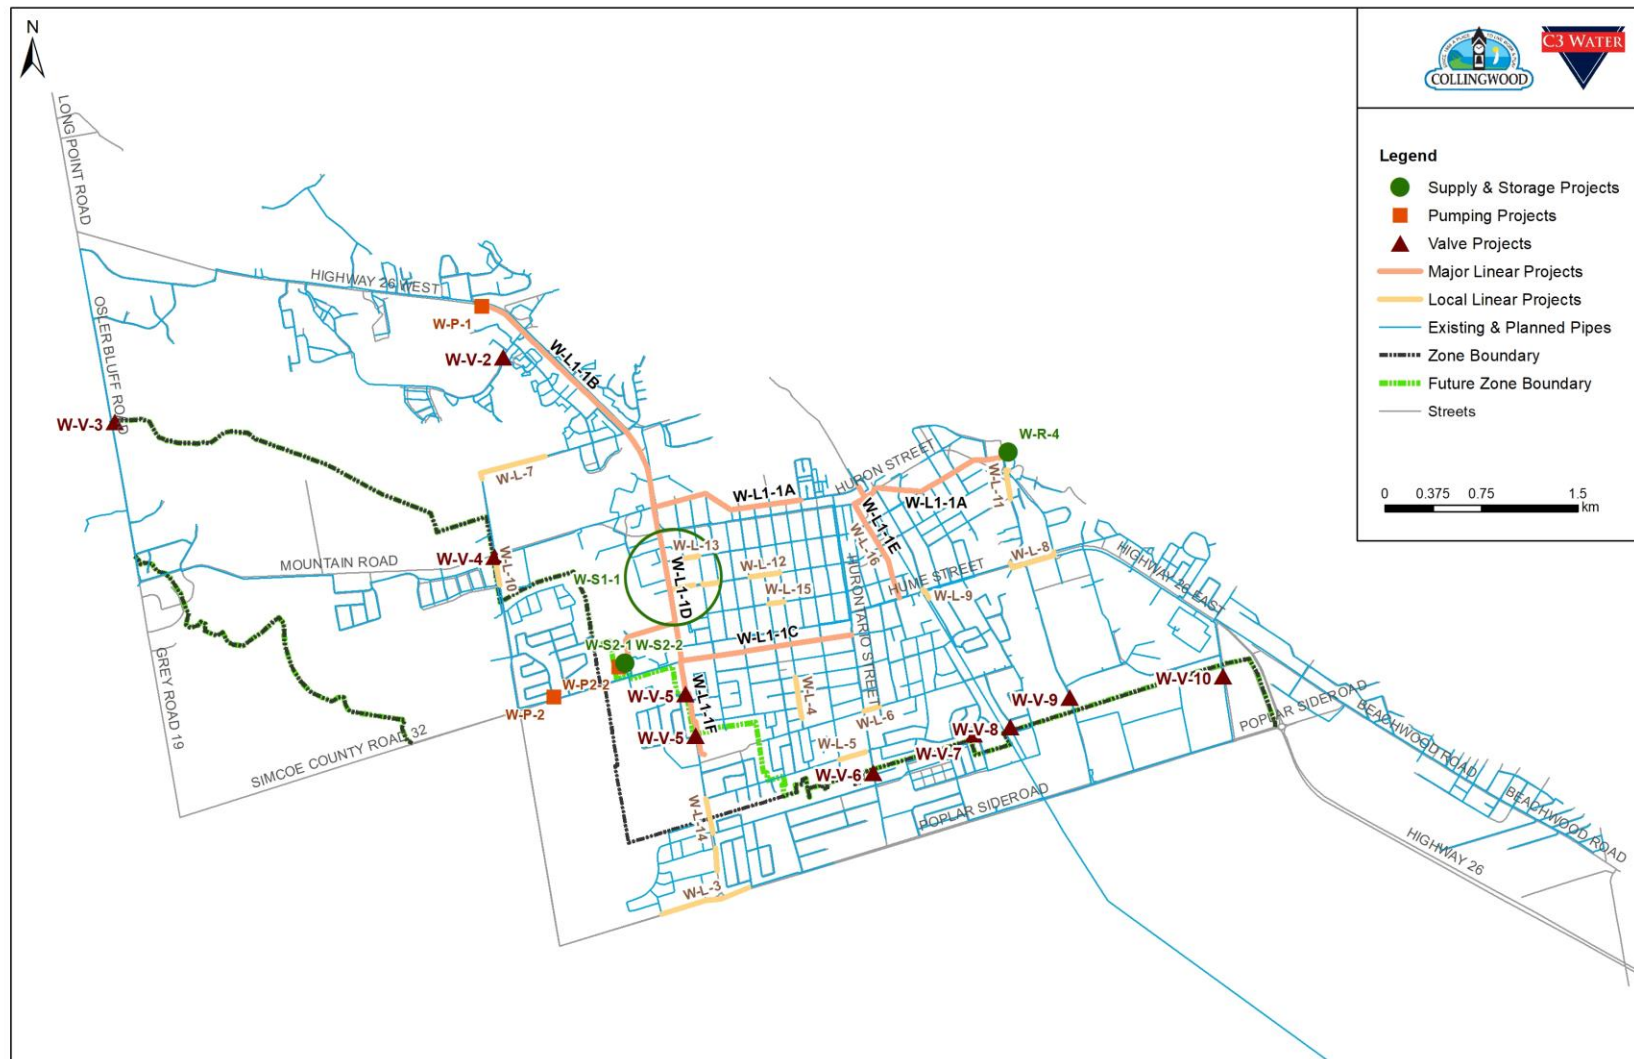 N
C3 WATER
COLLINGWOOD
Legend
Supply & Storage Projects
Pumping Projects
Valve Projects
Major Linear Projects
Local Linear Projects
Existing & Planned Pipes
Zone Boundary
Future Zone Boundary
Streets
0 0.375 0.75 1.5
km
LONG POINT ROAD
HIGHWAY 26 WEST
OSLER BLUFF ROAD
W-P-1
W-V-2
W-L1-1B
W-V-3
W-L-7
W-R-4
HURON STREET
W-L1-1A
W-L1-1A
W-L-11
W-L1-1E
W-L-16
MOUNTAIN ROAD
W-V-4
W-L-10
W-S1-1
W-L-13
W-L-12
W-L-15
W-L1-1D
HURONTARIO STREET
HUME STREET
W-L-8
W-L-9
HIGHWAY 26 EAST
W-L1-1C
W-S2-1 W-S2-2
W-P2-2
W-P-2
W-V-5
W-L1-1F
W-V-5
W-L-4
W-L-6
W-L-5
W-V-6
W-V-7
W-V-8
W-V-9
W-V-10
POPLAR SIDEROAD
BEACHWOOD ROAD
BEACHWOOD ROAD
GREY ROAD 19
SIMCOE COUNTY ROAD 32
POPLAR SIDEROAD
HIGHWAY 26
W-L-14
W-L-3